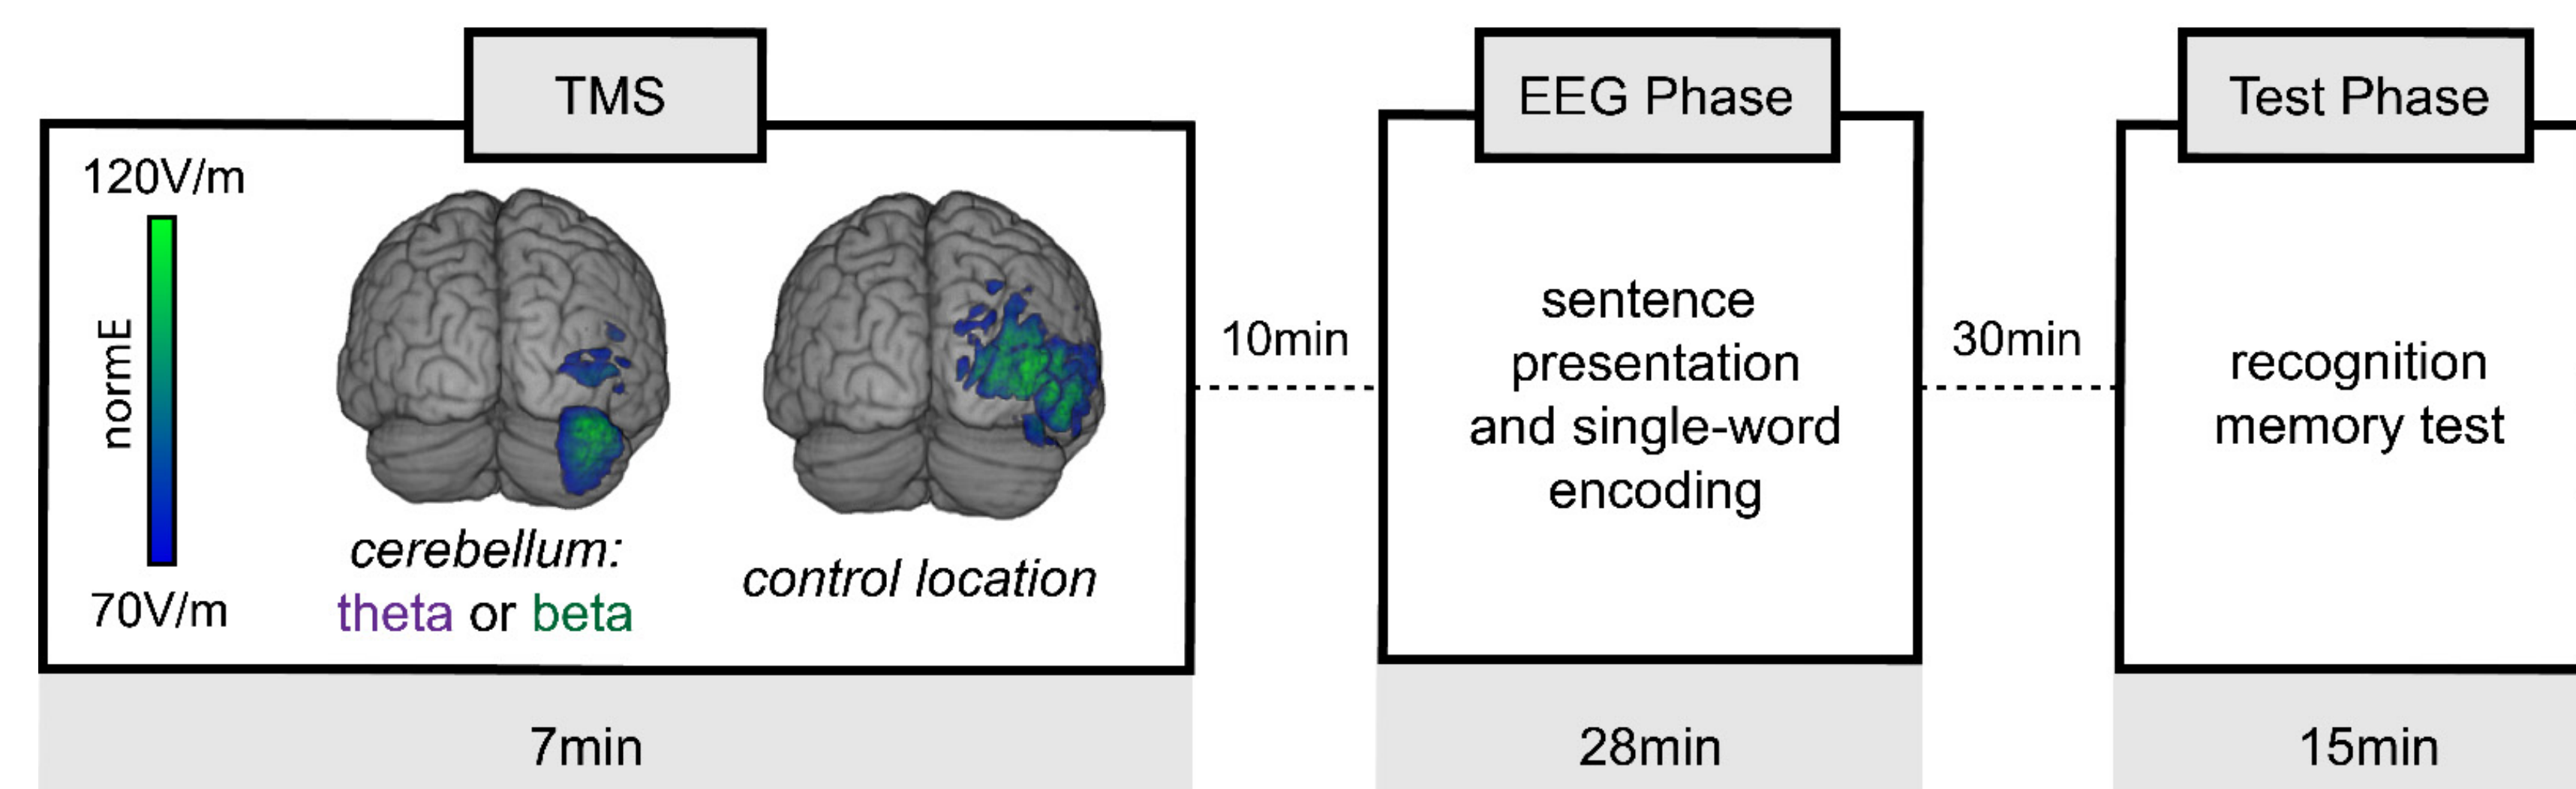 TMS
120V/m
normE
70V/m
cerebellum:
theta or beta
control location
7min
10min
EEG Phase
sentence
presentation
and single-word
encoding
28min
30min
Test Phase
recognition
memory test
15min